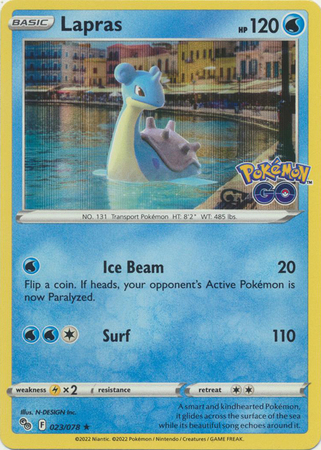 BASIC Lapras HP 120
Pokémon
GO
NO. 131 Transport Pokémon HT: 8'2" WT: 485 lbs.
Ice Beam 20
Flip a coin. If heads, your opponent's Active Pokémon is
now Paralyzed.
Surf 110
weakness ×2 resistance retreat
Illus. N-DESIGN Inc.
F 023/078 ★
A smart and kindhearted Pokémon,
it glides across the surface of the
sea while its beautiful song echoes around it.
©2022 Niantic. ©2022 Pokémon / Nintendo / Creatures / GAME FREAK.